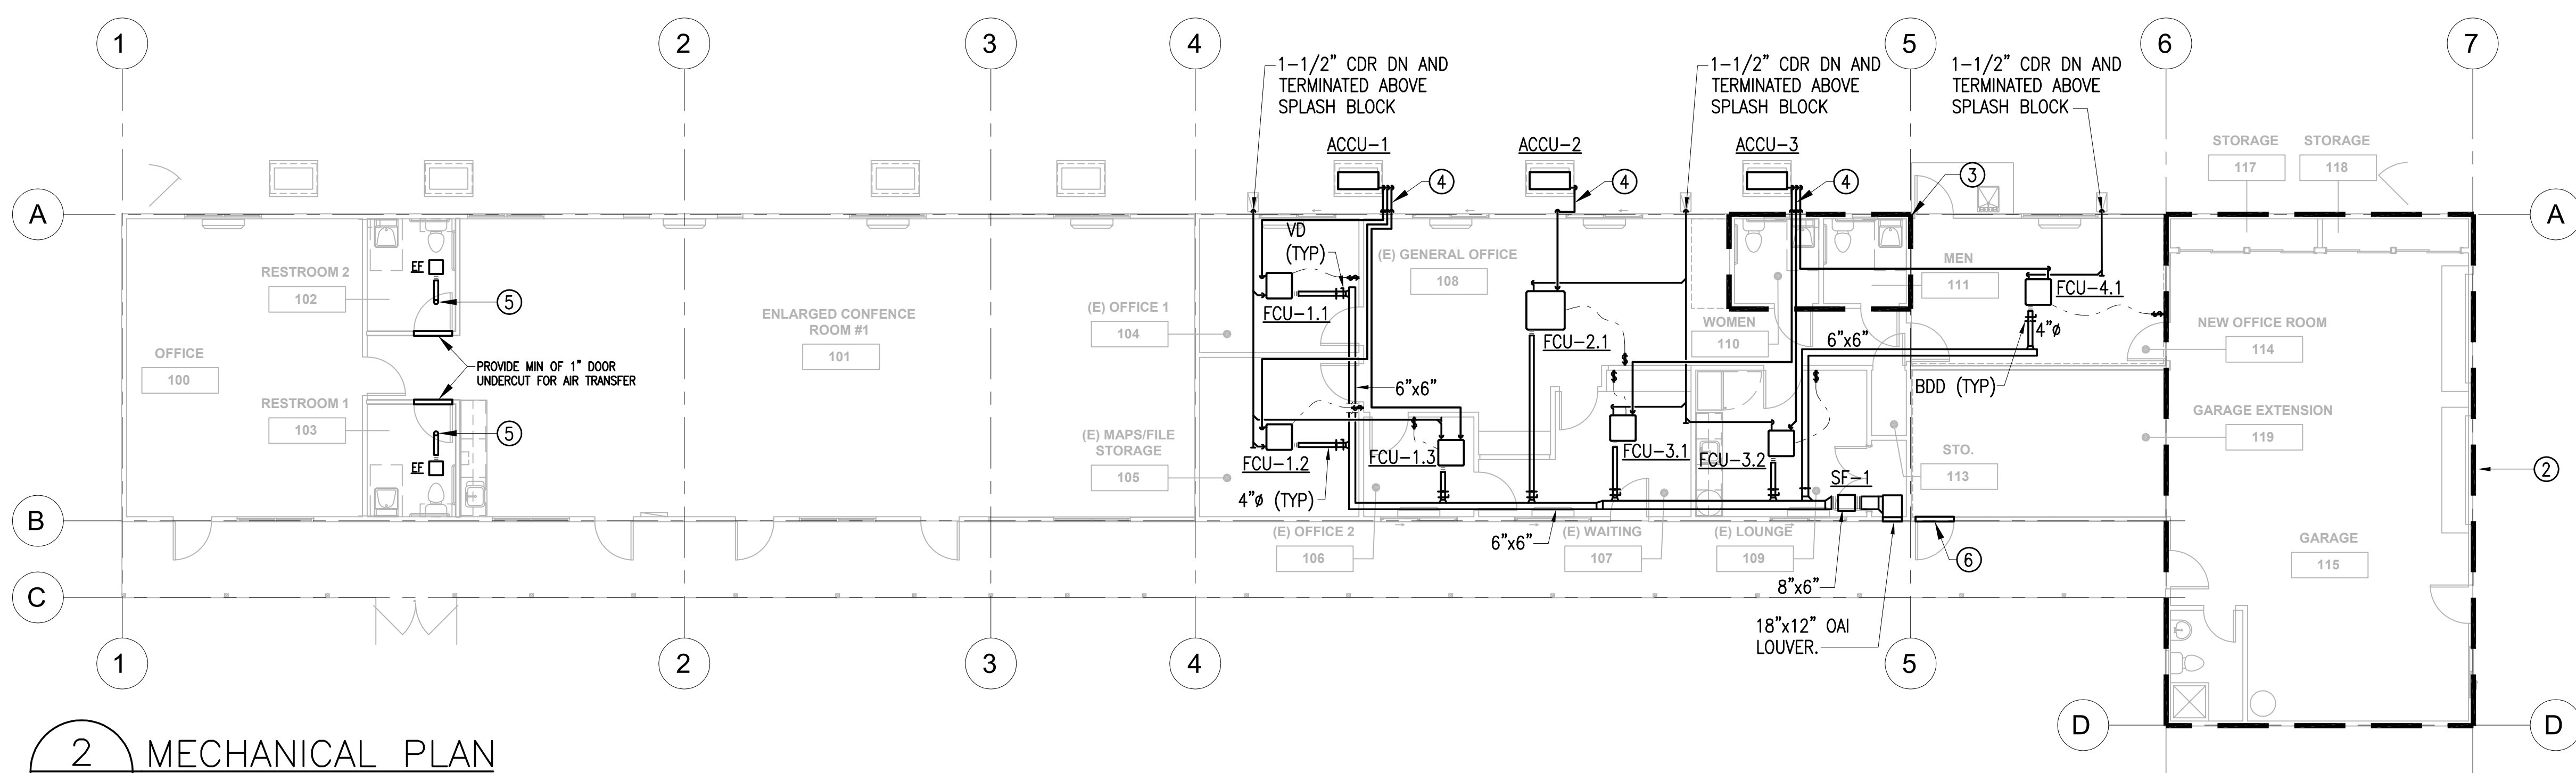 1
2
3
4
5
6
7
1-1/2" CDR DN AND
TERMINATED ABOVE
SPLASH BLOCK
1-1/2" CDR DN AND
TERMINATED ABOVE
SPLASH BLOCK
1-1/2" CDR DN AND
TERMINATED ABOVE
SPLASH BLOCK
ACCU-1
ACCU-2
ACCU-3
STORAGE
117
STORAGE
118
4
4
4
3
A
A
VD
(TYP)
(E) GENERAL OFFICE
108
MEN
111
RESTROOM 2
102
EF
5
FCU-1.1
FCU-2.1
FCU-4.1
(E) OFFICE 1
104
ENLARGED CONFENCE
ROOM #1
101
WOMEN
110
6"x6"
4"ø
NEW OFFICE ROOM
114
OFFICE
100
PROVIDE MIN OF 1" DOOR
UNDERCUT FOR AIR TRANSFER
6"x6"
BDD (TYP)
RESTROOM 1
103
5
EF
(E) MAPS/FILE
STORAGE
105
FCU-1.2
FCU-1.3
FCU-3.1
FCU-3.2
SF-1
STO.
113
GARAGE EXTENSION
119
2
4"ø (TYP)
B
B
(E) OFFICE 2
106
6"x6"
(E) WAITING
107
(E) LOUNGE
109
6
GARAGE
115
8"x6"
C
18"x12" OAI
LOUVER.
1
2
3
4
5
D
D
2
MECHANICAL PLAN